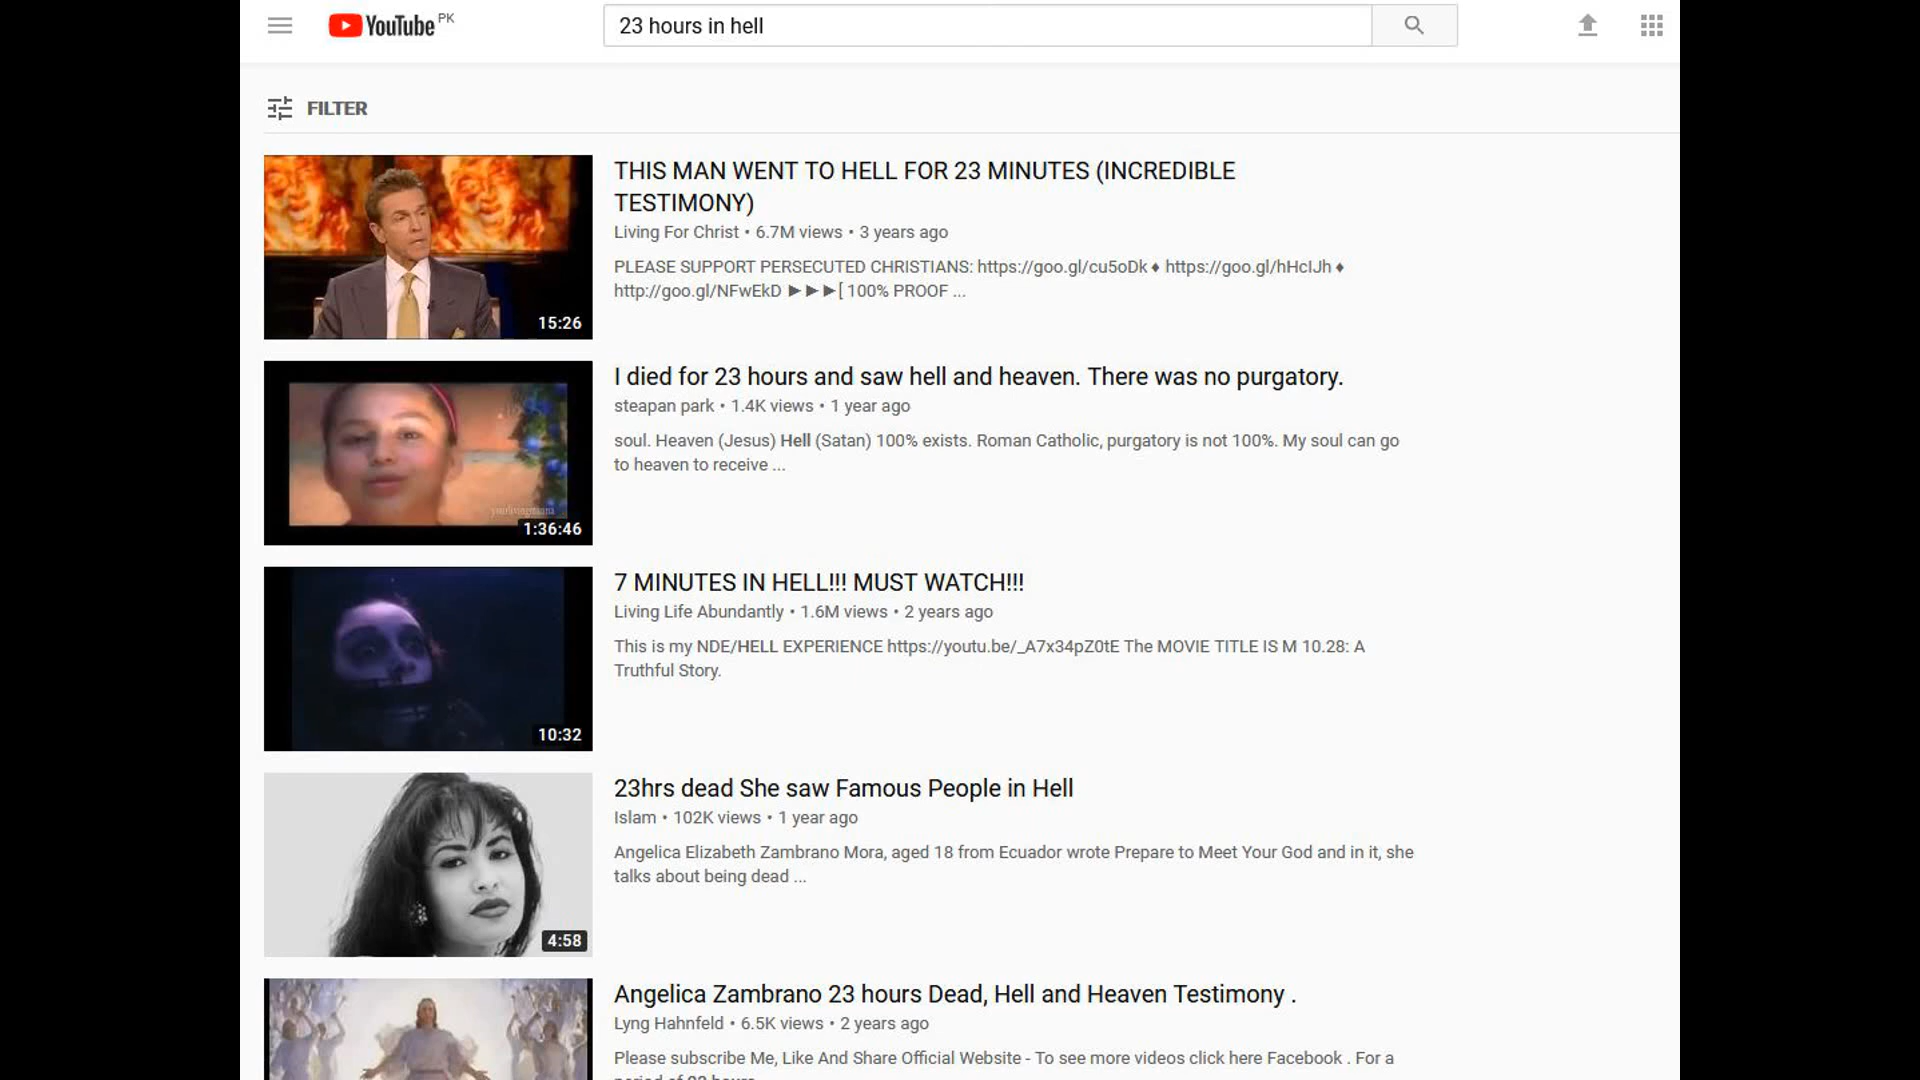 YouTube PK
23 hours in hell
FILTER
THIS MAN WENT TO HELL FOR 23 MINUTES (INCREDIBLE
TESTIMONY)
Living For Christ • 6.7M views • 3 years ago
PLEASE SUPPORT PERSECUTED CHRISTIANS: https://goo.gl/cu5oDk ♦ https://goo.gl/hHcIJh ♦
http://goo.gl/NFwEkD ►►►[ 100% PROOF ...
15:26
I died for 23 hours and saw hell and heaven. There was no purgatory.
steapan park • 1.4K views • 1 year ago
soul. Heaven (Jesus) Hell (Satan) 100% exists. Roman Catholic, purgatory is not 100%. My soul can go
to heaven to receive ...
1:36:46
7 MINUTES IN HELL!!! MUST WATCH!!!
Living Life Abundantly • 1.6M views • 2 years ago
This is my NDE/HELL EXPERIENCE https://youtu.be/_A7x34pZ0tE The MOVIE TITLE IS M 10.28: A
Truthful Story.
10:32
23hrs dead She saw Famous People in Hell
Islam • 102K views • 1 year ago
Angelica Elizabeth Zambrano Mora, aged 18 from Ecuador wrote Prepare to Meet Your God and in it, she
talks about being dead ...
4:58
Angelica Zambrano 23 hours Dead, Hell and Heaven Testimony .
Lyng Hahnfeld • 6.5K views • 2 years ago
Please subscribe Me, Like And Share Official Website - To see more videos click here Facebook . For a